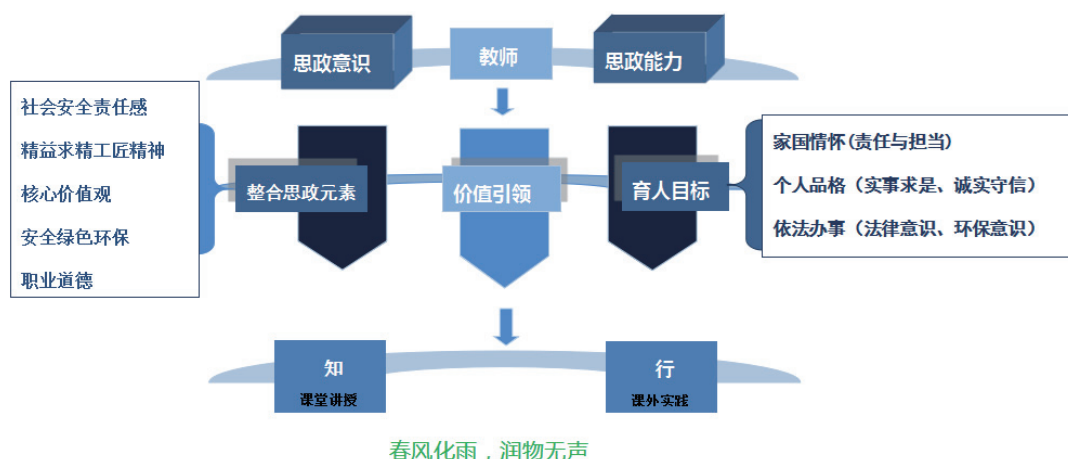 思政意识
教师
思政能力
社会安全责任感
精益求精工匠精神
核心价值观
安全绿色环保
职业道德
整合思政元素
价值引领
育人目标
家国情怀(责任与担当)
个人品格（实事求是、诚实守信）
依法办事（法律意识、环保意识）
知
课堂讲授
行
课外实践
春风化雨，润物无声